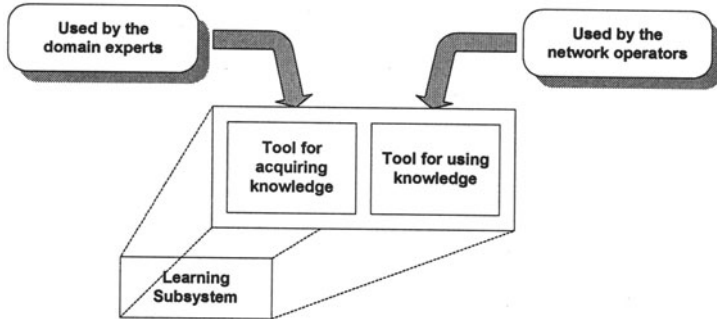 Used by the
domain experts
Used by the
network operators
Tool for
acquiring
knowledge
Tool for using
knowledge
Learning
Subsystem